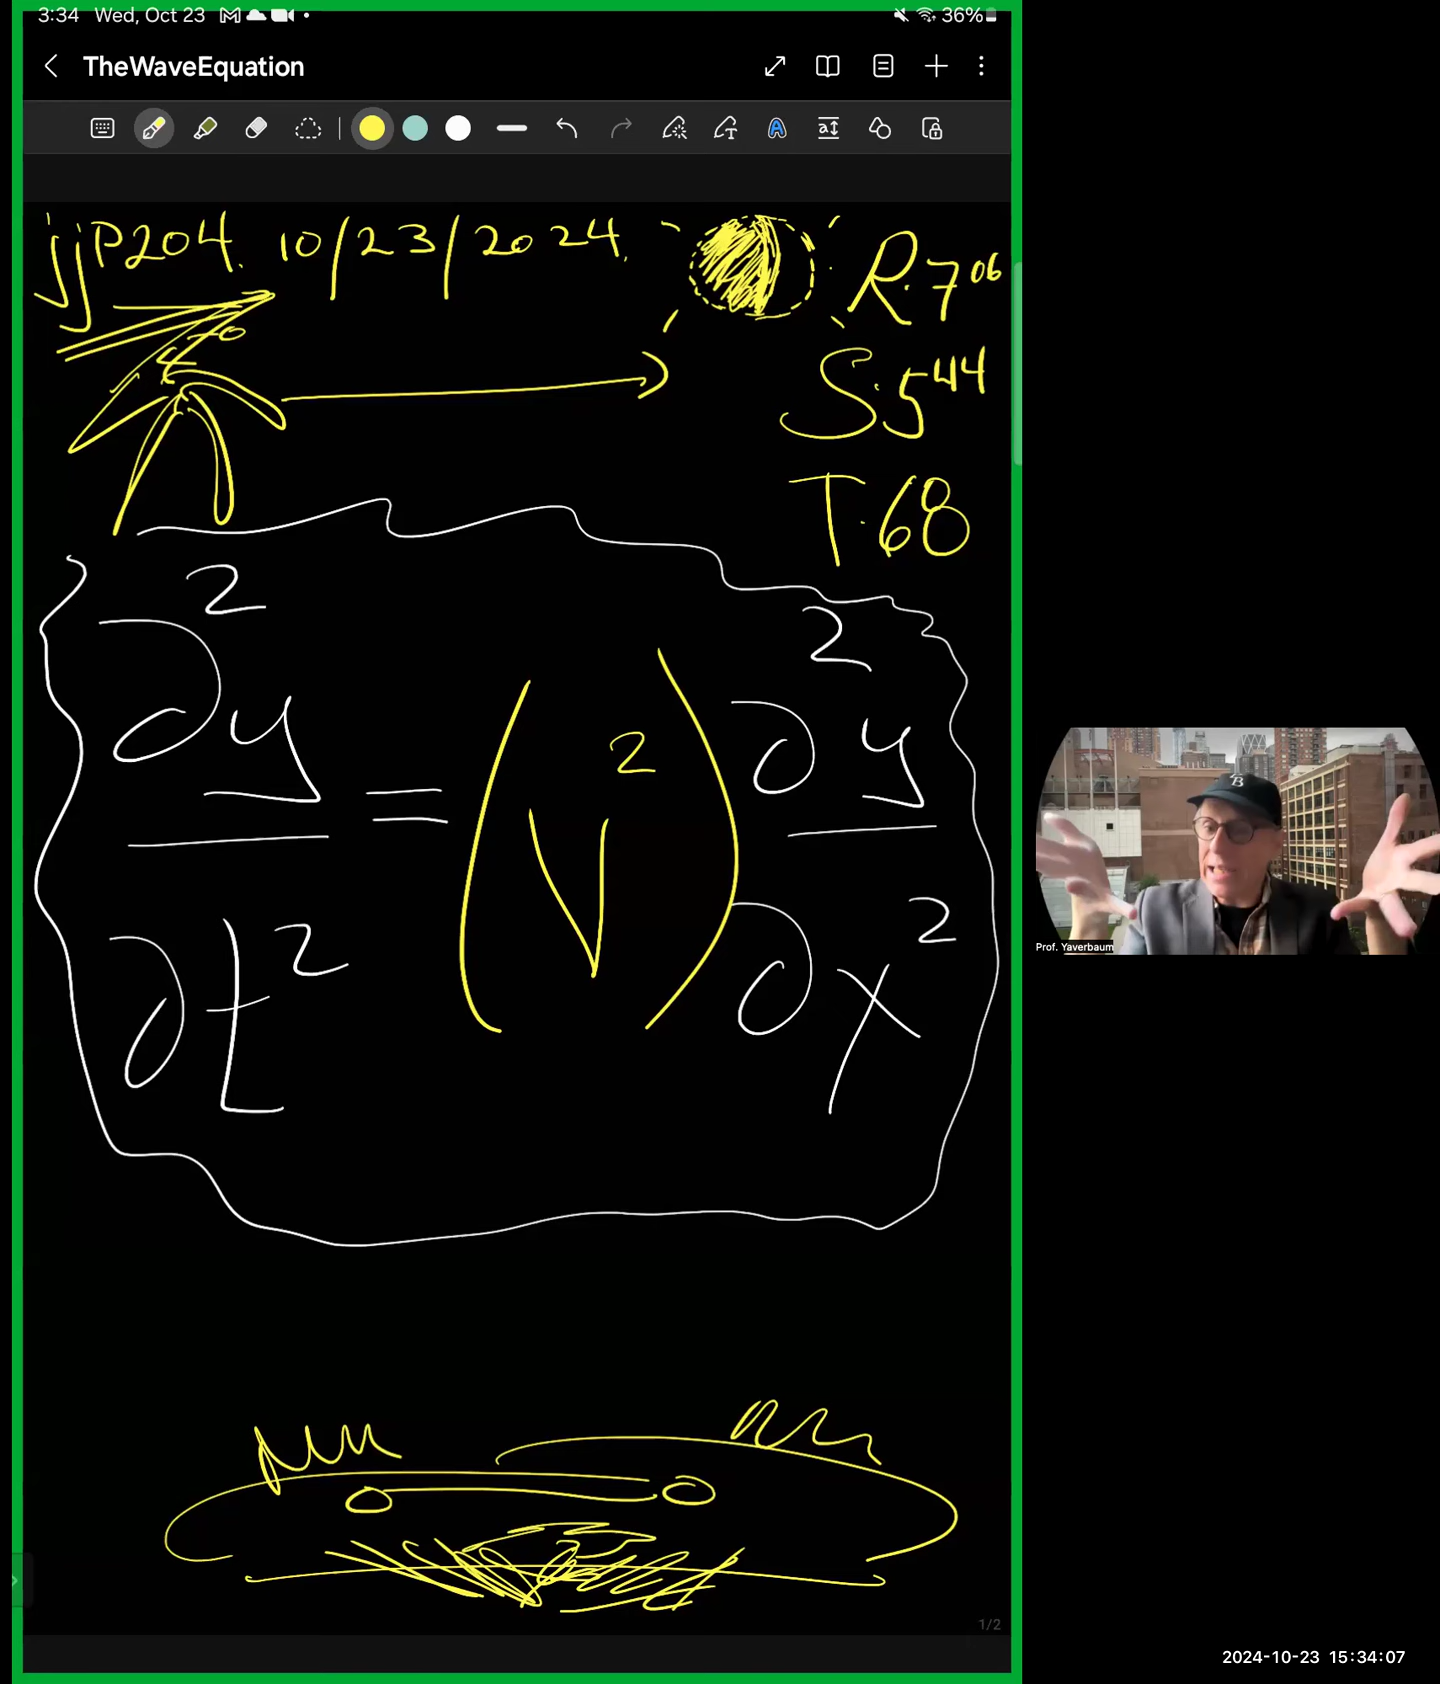 3:34 Wed, Oct 23 36%
TheWaveEquation
jjP204. 10/23/2024. R.7⁰⁶
S.5⁴⁴
T.68
∂²y/∂t² = (v²) ∂²y/∂x²
B
Prof. Yaverbaum
1/2
2024-10-23 15:34:07